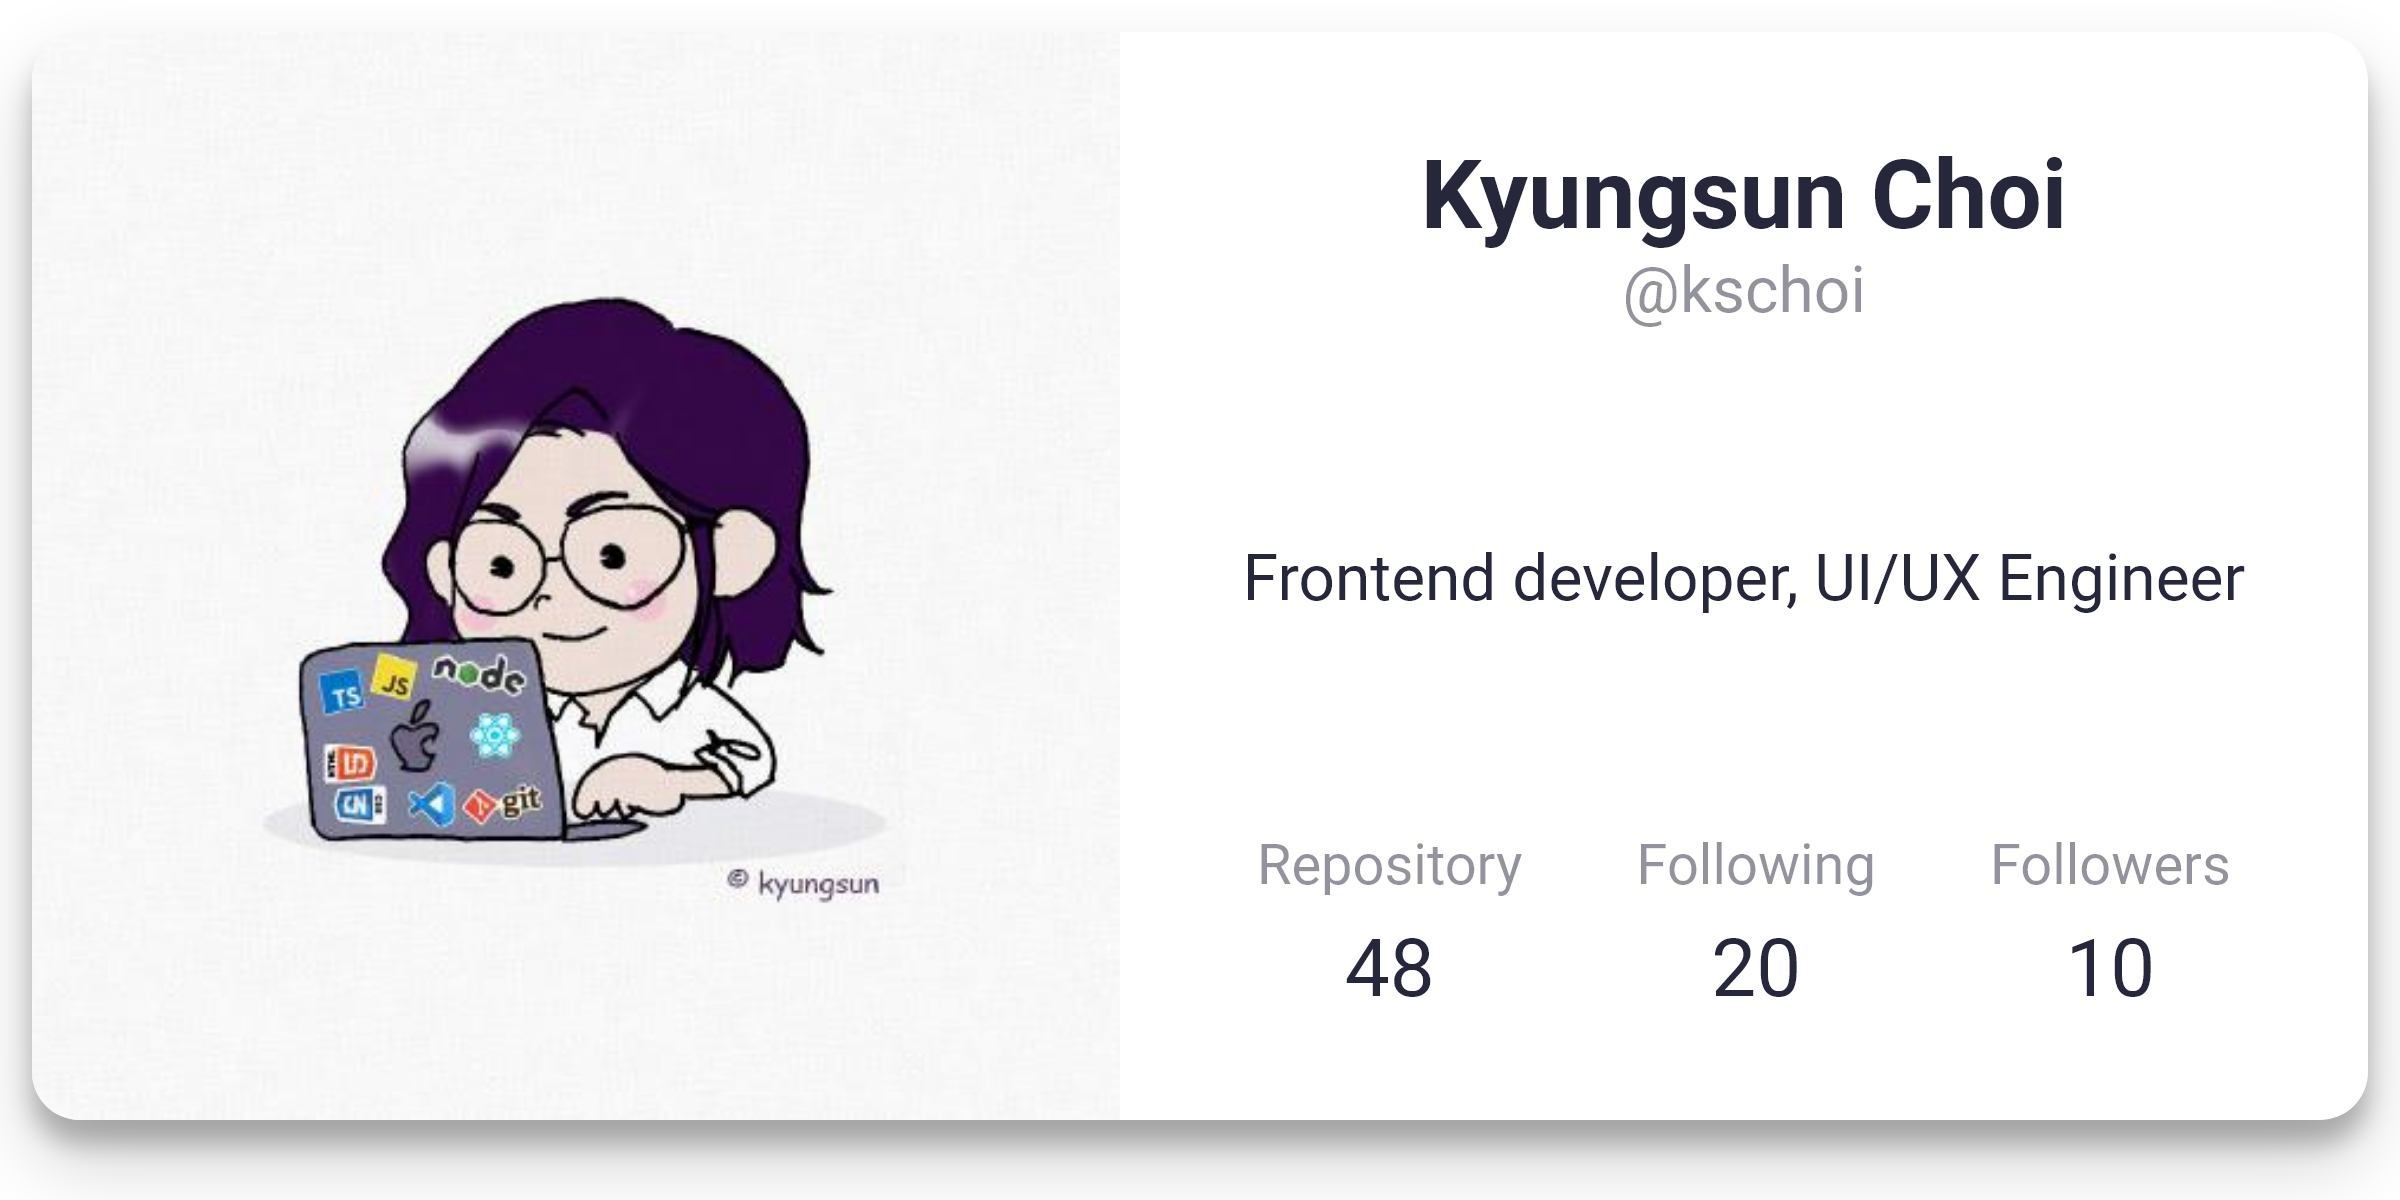 Kyungsun Choi
@kschoi
Frontend developer, UI/UX Engineer
Repository Following Followers
48 20 10
TS JS node
HTML 5
CSS git
© kyungsun